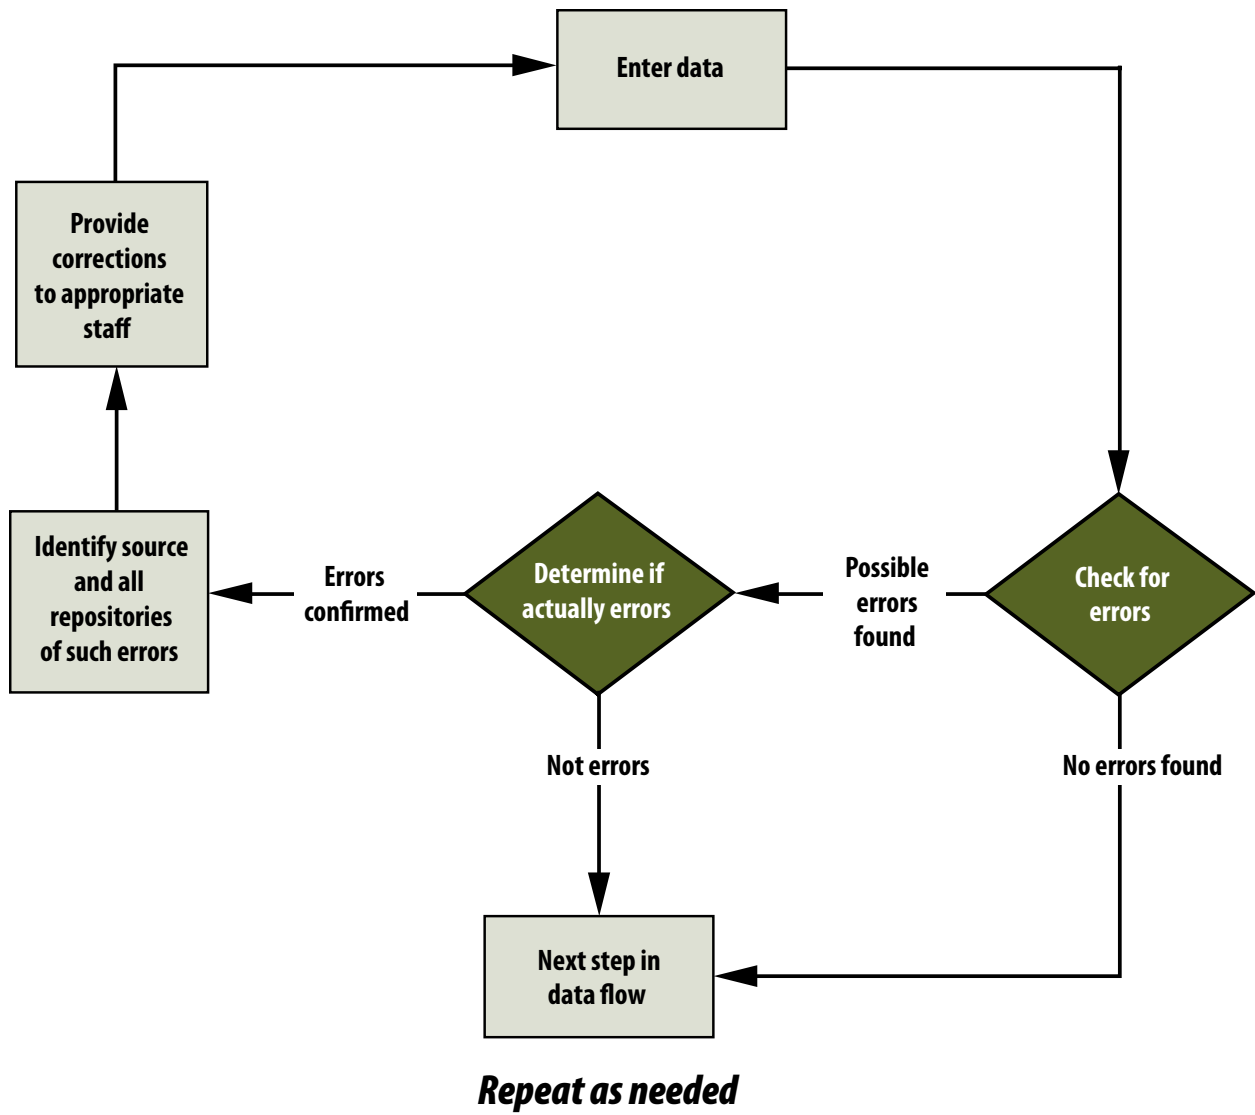 Enter data
Provide
corrections
to appropriate
staff
Identify source
and all
repositories
of such errors
Errors
confirmed
Determine if
actually errors
Possible
errors
found
Check for
errors
Not errors
No errors found
Next step in
data flow
Repeat as needed